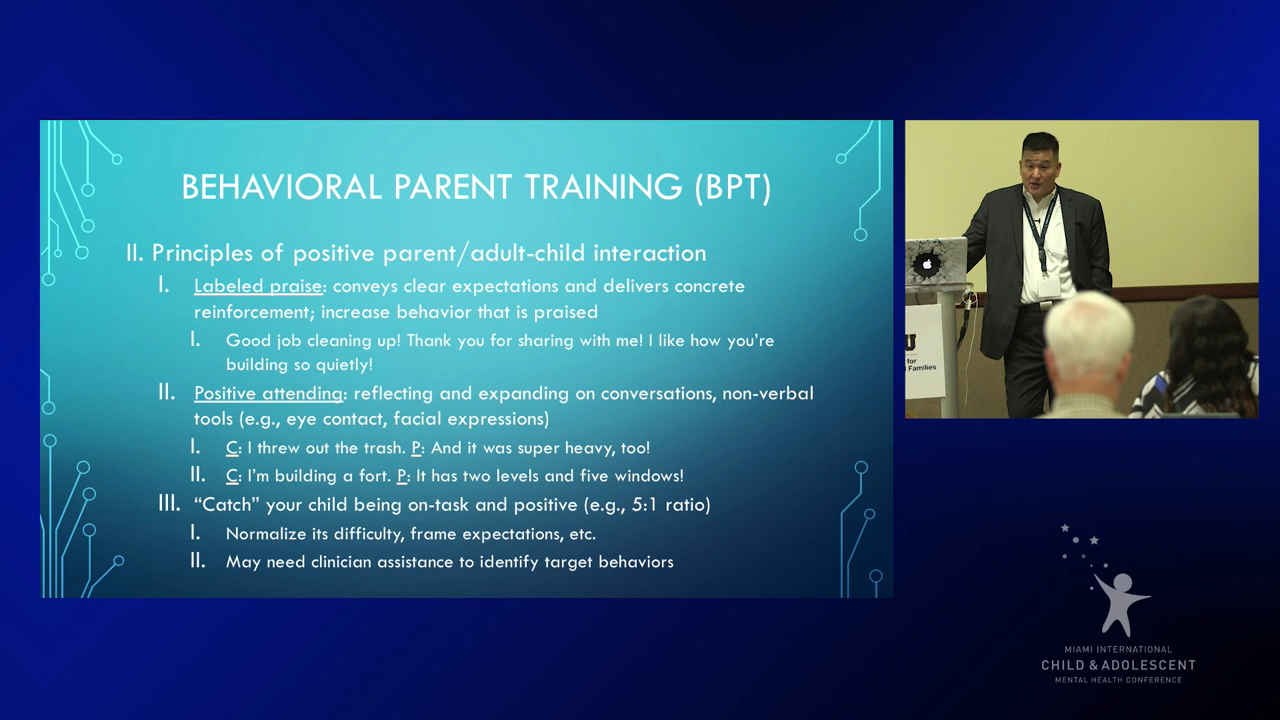 BEHAVIORAL PARENT TRAINING (BPT)
II. Principles of positive parent/adult-child interaction
I. Labeled praise: conveys clear expectations and delivers concrete
reinforcement; increase behavior that is praised
I. Good job cleaning up! Thank you for sharing with me! I like how you're
building so quietly!
II. Positive attending: reflecting and expanding on conversations, non-verbal
tools (e.g., eye contact, facial expressions)
I. C: I threw out the trash. P: And it was super heavy, too!
II. C: I'm building a fort. P: It has two levels and five windows!
III. "Catch" your child being on-task and positive (e.g., 5:1 ratio)
I. Normalize its difficulty, frame expectations, etc.
II. May need clinician assistance to identify target behaviors
U
for
Families
MIAMI INTERNATIONAL
CHILD & ADOLESCENT
MENTAL HEALTH CONFERENCE